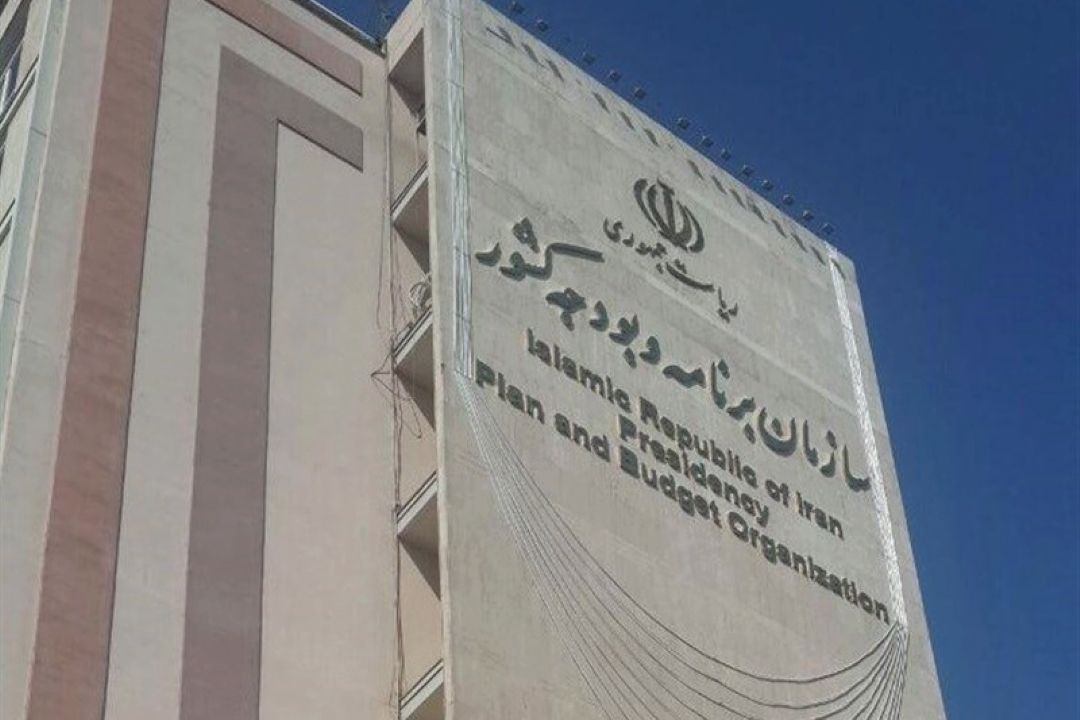 ریاست جمهوری
سازمان برنامه و بودجه کشور
Islamic Republic of Iran
Presidency
Plan and Budget Organization